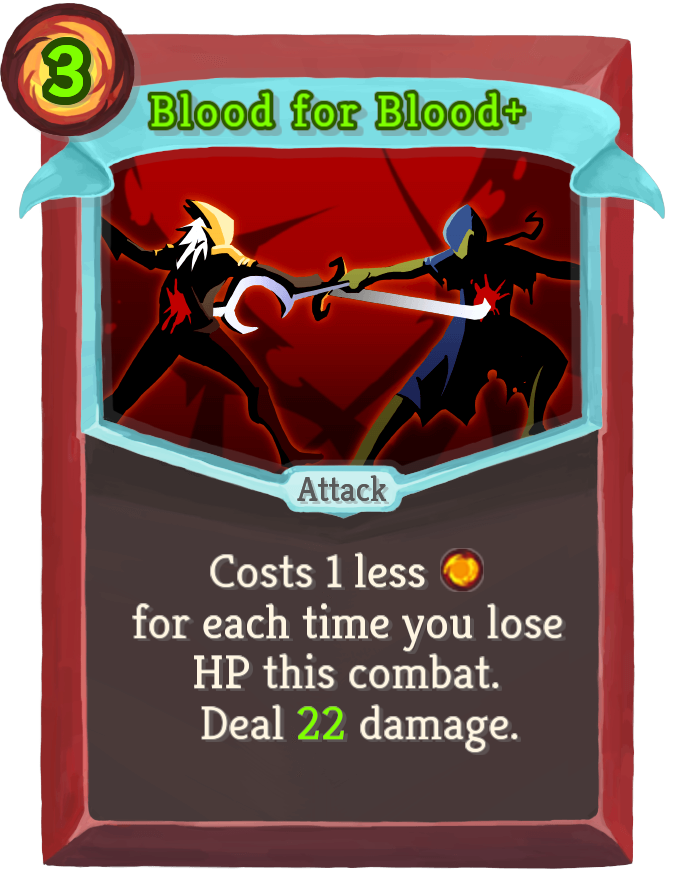 3
Blood for Blood+
Attack
Costs 1 less
for each time you lose
HP this combat.
Deal 22 damage.